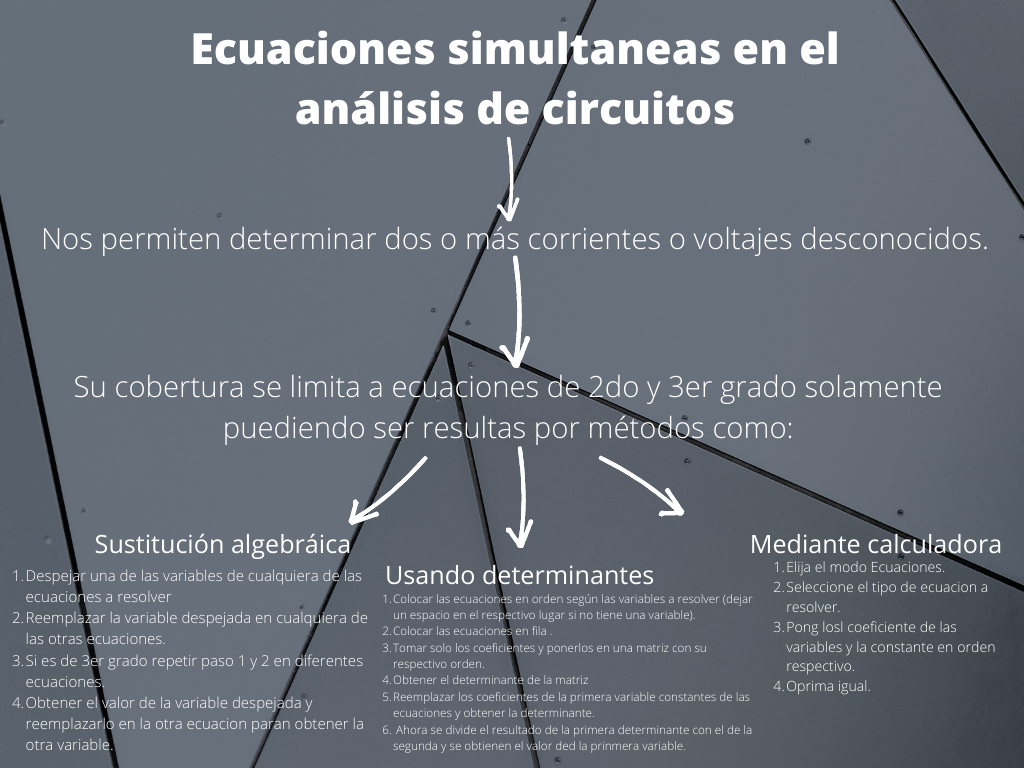 Ecuaciones simultaneas en el
análisis de circuitos
Nos permiten determinar dos o más corrientes o voltajes desconocidos.
Su cobertura se limita a ecuaciones de 2do y 3er grado solamente
puediendo ser resultas por métodos como:
Sustitución algebráica
1. Despejar una de las variables de cualquiera de las
ecuaciones a resolver
2. Reemplazar la variable despejada en cualquiera de
las otras ecuaciones.
3. Si es de 3er grado repetir paso 1 y 2 en diferentes
ecuaciones.
4. Obtener el valor de la variable despejada y
reemplazarlo en la otra ecuacion paran obtener la
otra variable.
Usando determinantes
1. Colocar las ecuaciones en orden según las variables a resolver (dejar
un espacio en el respectivo lugar si no tiene una variable).
2. Colocar las ecuaciones en fila .
3. Tomar solo los coeficientes y ponerlos en una matriz con su
respectivo orden.
4. Obtener el determinante de la matriz
5. Reemplazar los coeficientes de la primera variable constantes de las
ecuaciones y obtener la determinante.
6. Ahora se divide el resultado de la primera determinante con el de la
segunda y se obtienen el valor ded la prinmera variable.
Mediante calculadora
1. Elija el modo Ecuaciones.
2. Seleccione el tipo de ecuacion a
resolver.
3. Pong losl coeficiente de las
variables y la constante en orden
respectivo.
4. Oprima igual.